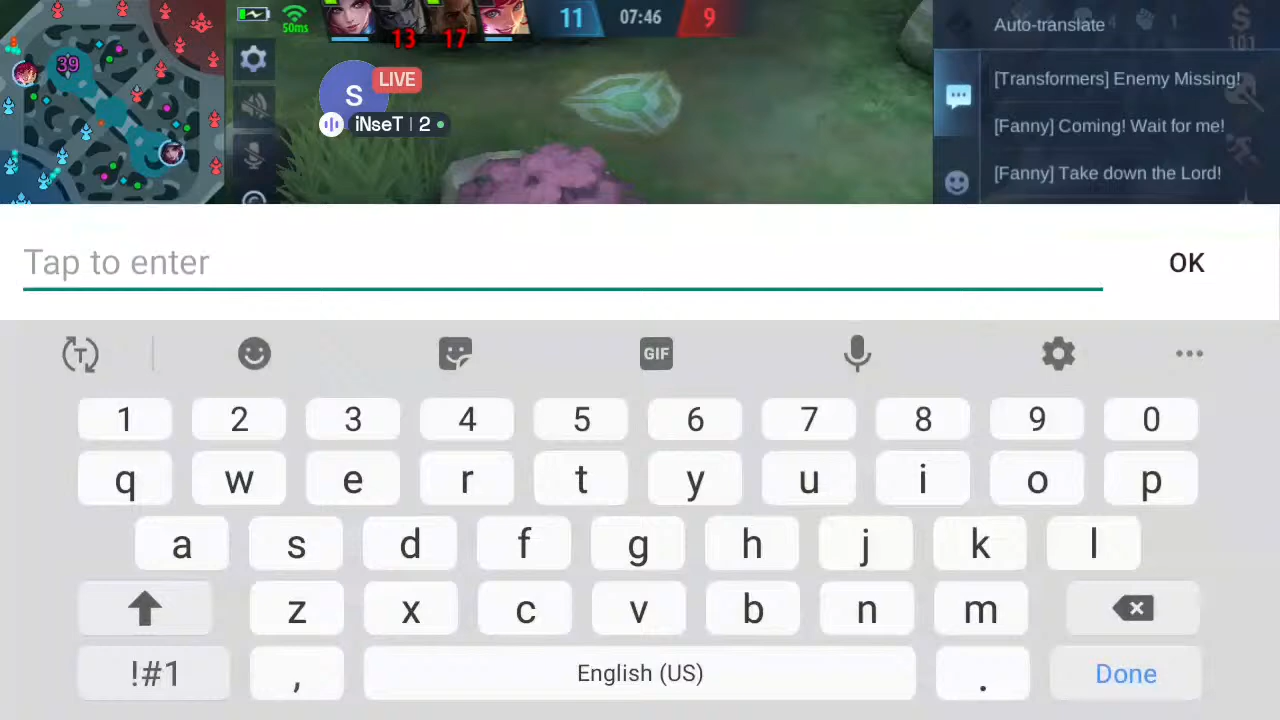 39
50ms
13 17
11 07:46 9
101
LIVE
S
iNseT | 2
Auto-translate
[Transformers] Enemy Missing!
[Fanny] Coming! Wait for me!
[Fanny] Take down the Lord!
Tap to enter
OK
T
GIF
1 2 3 4 5 6 7 8 9 0
q w e r t y u i o p
a s d f g h j k l
z x c v b n m
!#1 , English (US) . Done